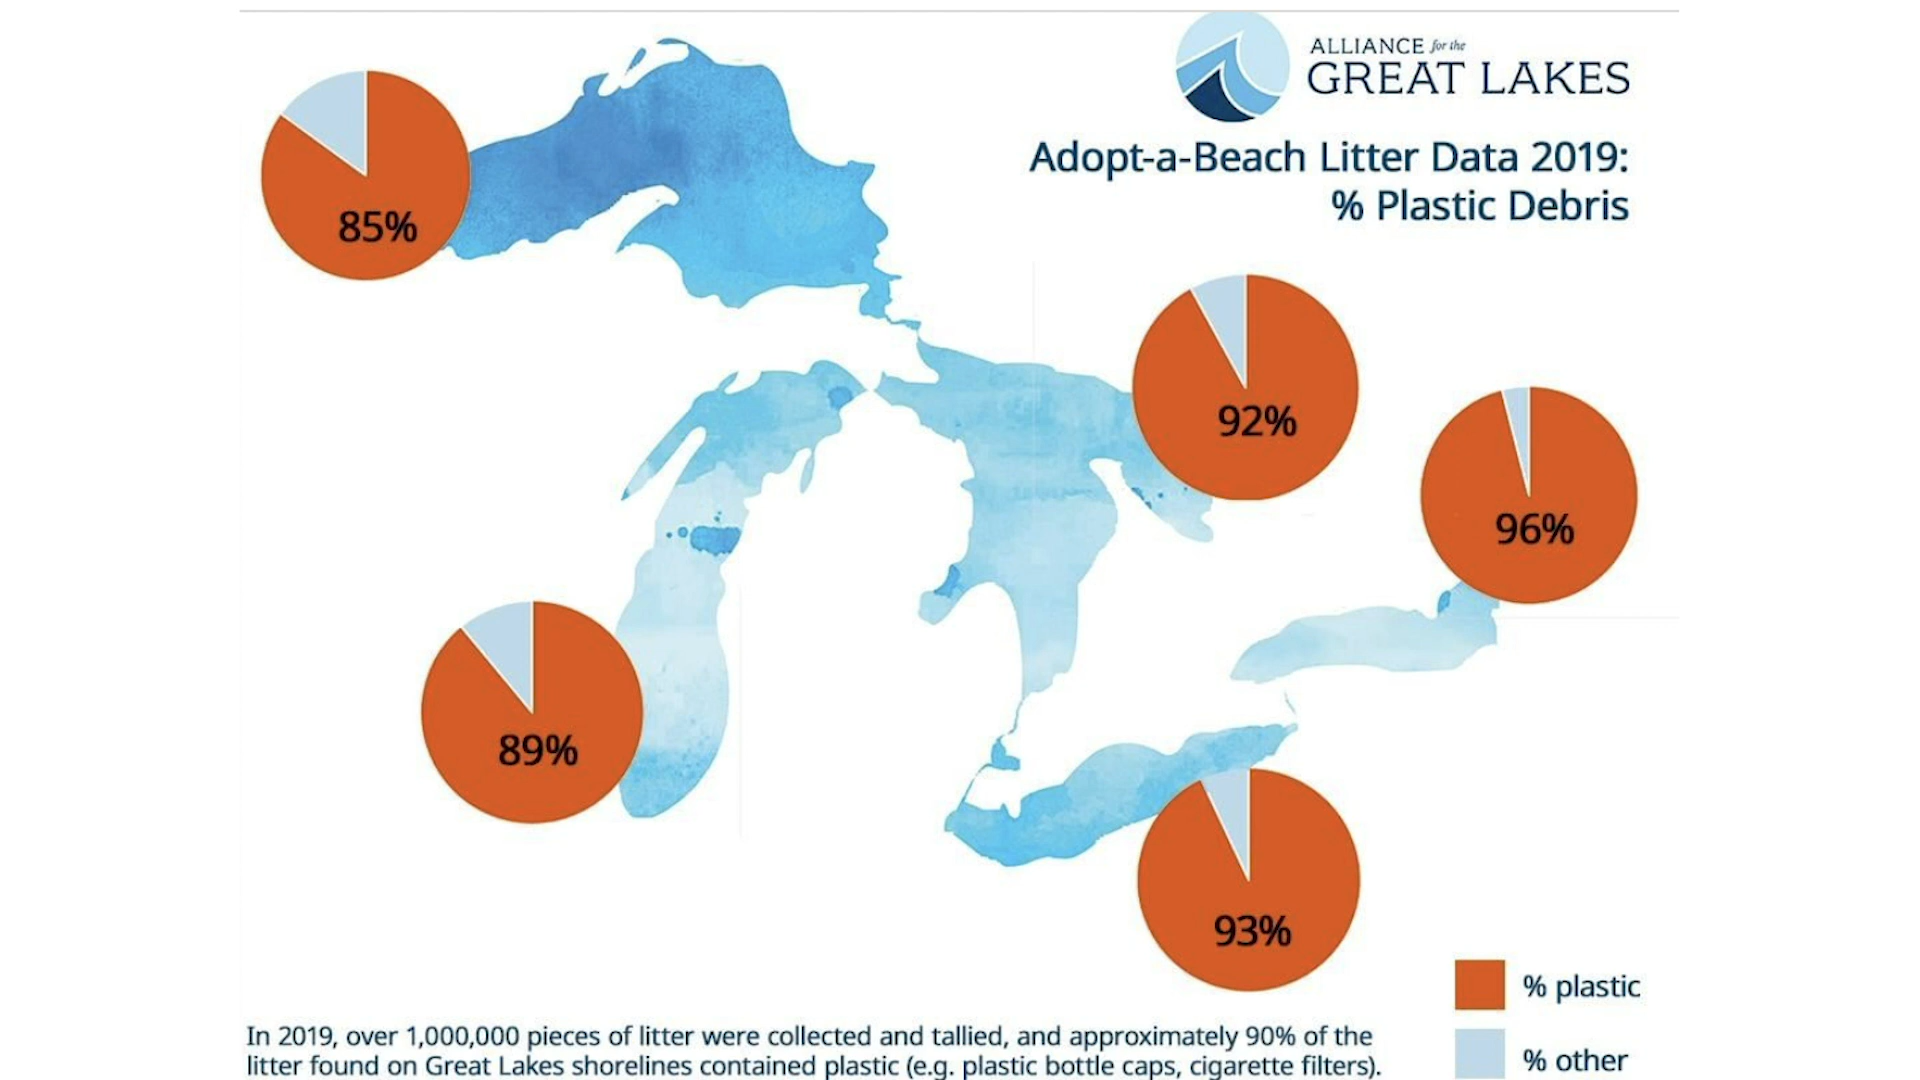 ALLIANCE for the
GREAT LAKES
Adopt-a-Beach Litter Data 2019:
% Plastic Debris
85%
92%
96%
89%
93%
% plastic
% other
In 2019, over 1,000,000 pieces of litter were collected and tallied, and approximately 90% of the
litter found on Great Lakes shorelines contained plastic (e.g. plastic bottle caps, cigarette filters).